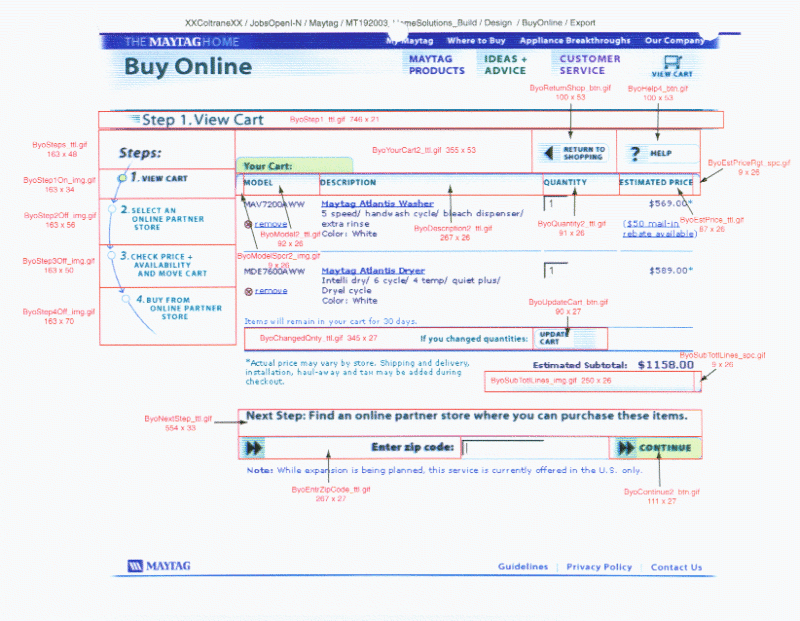 XXColtraneXX / JobsOpenI-N / Maytag / MT192003_HomeSolutions_Build / Design / BuyOnline / Export
THE MAYTAG HOME
My Maytag Where to Buy Appliance Breakthroughs Our Company
Buy Online
MAYTAG PRODUCTS
IDEAS + ADVICE
CUSTOMER SERVICE
VIEW CART
ByoReturnShop_btn.gif
100 x 53
ByoHelp4_btn.gif
100 x 53
Step 1. View Cart
ByoStep1_ttl.gif 746 x 21
ByoSteps_ttl.gif
163 x 48
Steps:
ByoYourCart2_ttl.gif 355 x 53
RETURN TO
SHOPPING
? HELP
Your Cart:
ByoEstPriceRgt_spc.gif
9 x 26
ByoStep1On_img.gif
163 x 34
1. VIEW CART
MODEL DESCRIPTION QUANTITY ESTIMATED PRICE
MAV7200AWW
Maytag Atlantis Washer
5 speed/ handwash cycle/ bleach dispenser/
extra rinse
Color: White
1
$569.00*
($50 mail-in
rebate available)
remove
ByoStep2Off_img.gif
163 x 56
2. SELECT AN
ONLINE PARTNER
STORE
ByoModel2_ttl.gif
92 x 26
ByoDescription2_ttl.gif
267 x 26
ByoQuantity2_ttl.gif
91 x 26
ByoEstPrice_ttl.gif
87 x 26
ByoModelSpcr2_img.gif
9 x 26
ByoStep3Off_img.gif
163 x 50
3. CHECK PRICE +
AVAILABILITY
AND MOVE CART
MDE7600AWW
Maytag Atlantis Dryer
Intelli dry/ 6 cycle/ 4 temp/ quiet plus/
Dryel cycle
Color: White
1
$589.00*
remove
ByoStep4Off_img.gif
163 x 70
4. BUY FROM
ONLINE PARTNER
STORE
ByoUpdateCart_btn.gif
90 x 27
Items will remain in your cart for 30 days.
ByoChangedQnty_ttl.gif 345 x 27
If you changed quantities:
UPDATE
CART
*Actual price may vary by store. Shipping and delivery,
installation, haul-away and tax may be added during
checkout.
Estimated Subtotal: $1158.00
ByoSubTotlLines_spc.gif
9 x 26
ByoSubTotlLines_img.gif 250 x 26
ByoNextStep_ttl.gif
554 x 33
Next Step: Find an online partner store where you can purchase these items.
Enter zip code:
CONTINUE
Note: While expansion is being planned, this service is currently offered in the U.S. only.
ByoEntrZipCode_ttl.gif
267 x 27
ByoContinue2_btn.gif
111 x 27
MAYTAG
Guidelines | Privacy Policy | Contact Us